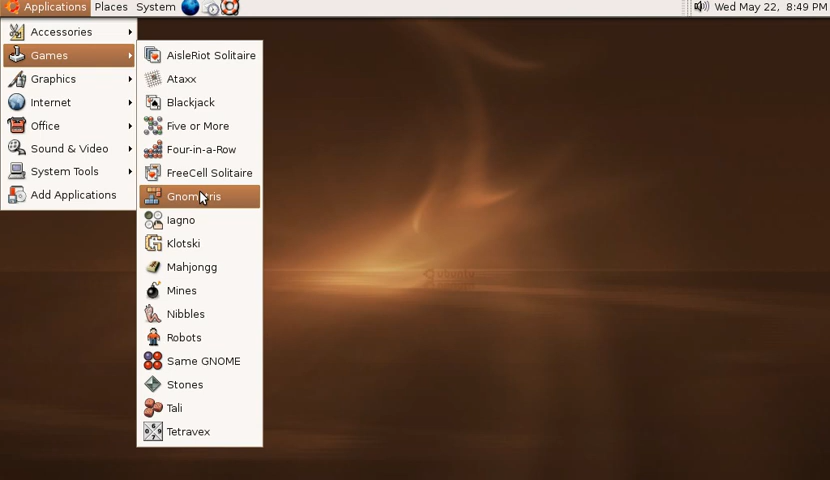 Applications Places System Wed May 22, 8:49 PM
Accessories
Games
Graphics
Internet
Office
Sound & Video
System Tools
Add Applications
AisleRiot Solitaire
Ataxx
Blackjack
Five or More
Four-in-a-Row
FreeCell Solitaire
Gnometris
Iagno
Klotski
Mahjongg
Mines
Nibbles
Robots
Same GNOME
Stones
Tali
Tetravex
ubuntu